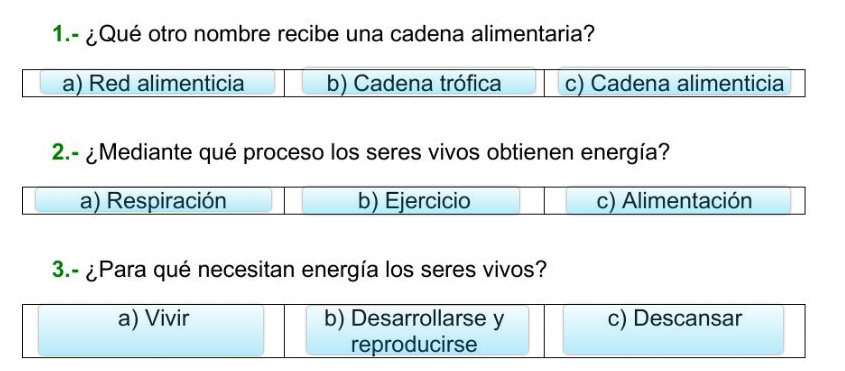 1.- ¿Qué otro nombre recibe una cadena alimentaria?
a) Red alimenticia b) Cadena trófica c) Cadena alimenticia
2.- ¿Mediante qué proceso los seres vivos obtienen energía?
a) Respiración b) Ejercicio c) Alimentación
3.- ¿Para qué necesitan energía los seres vivos?
a) Vivir b) Desarrollarse y c) Descansar
reproducirse